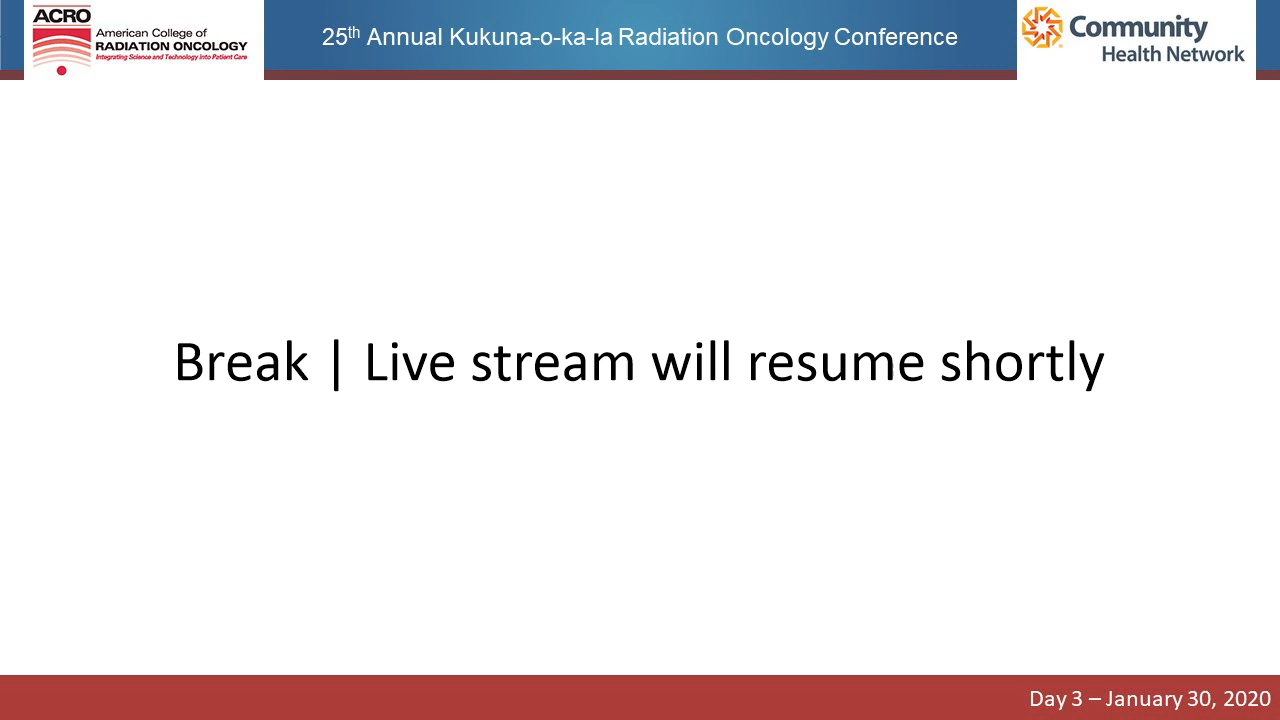 ACRO
American College of
RADIATION ONCOLOGY
Integrating Science and Technology Into Patient Care
25th Annual Kukuna-o-ka-la Radiation Oncology Conference
Community
Health Network
Break | Live stream will resume shortly
Day 3 – January 30, 2020